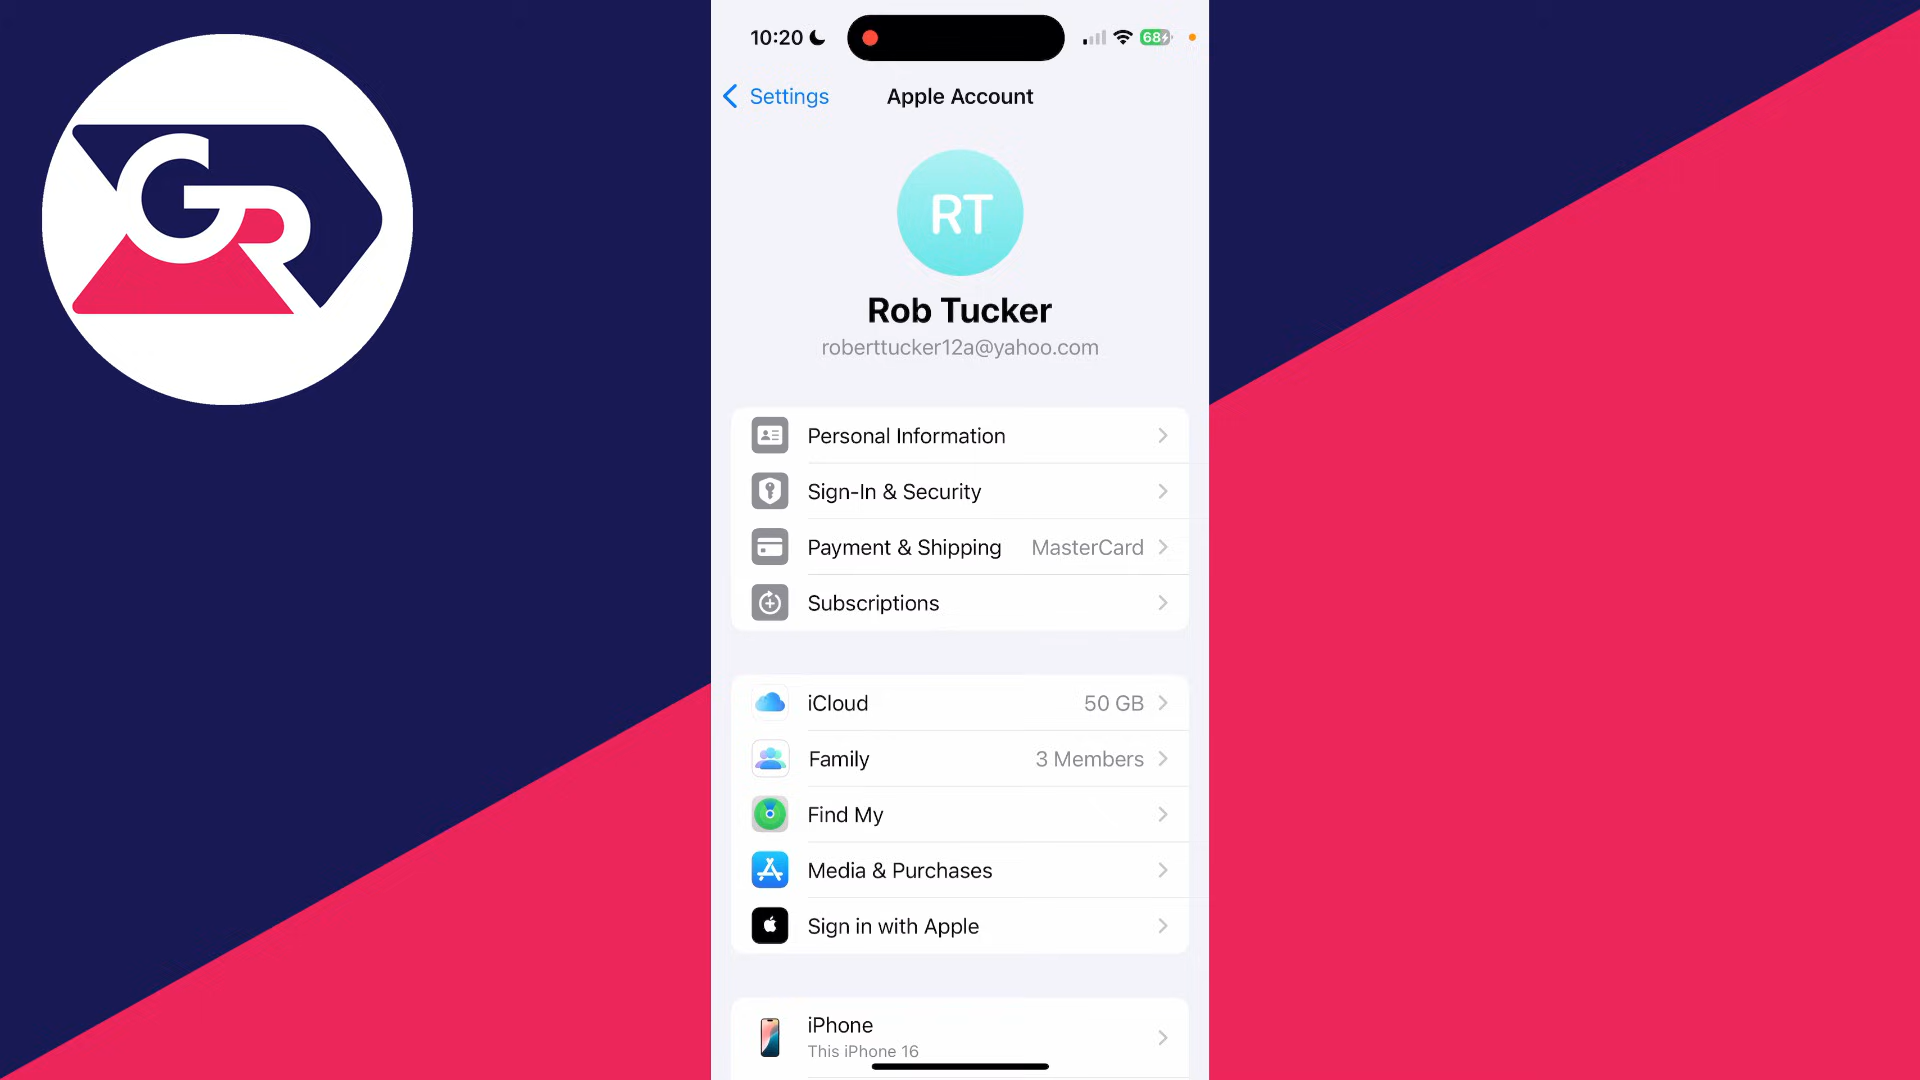 GR
10:20
68
Settings
Apple Account
RT
Rob Tucker
roberttucker12a@yahoo.com
Personal Information
Sign-In & Security
Payment & Shipping MasterCard
Subscriptions
iCloud 50 GB
Family 3 Members
Find My
Media & Purchases
Sign in with Apple
iPhone
This iPhone 16